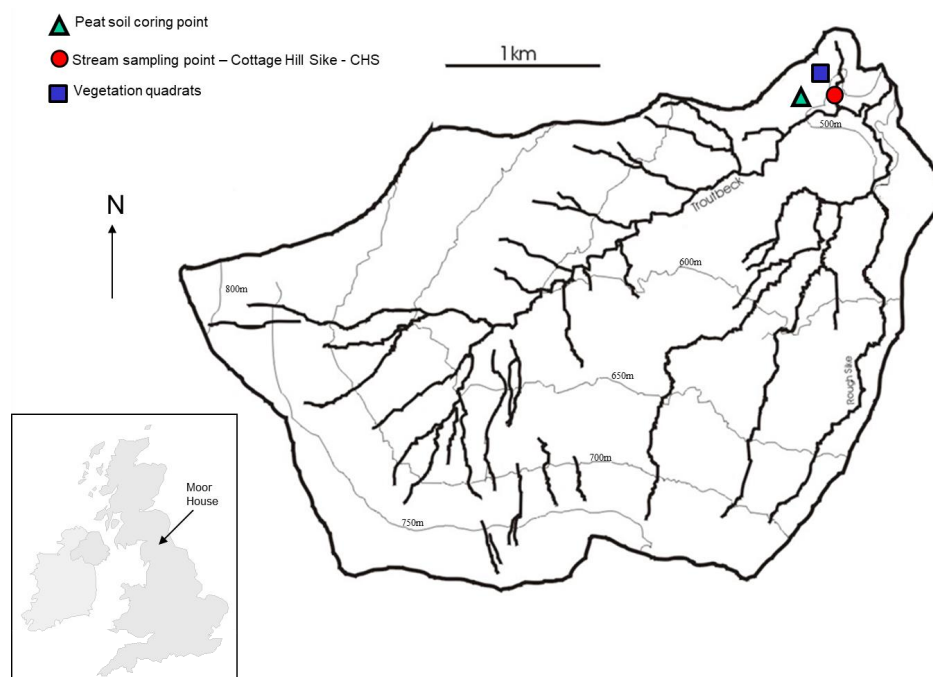 Peat soil coring point
Stream sampling point – Cottage Hill Sike - CHS
Vegetation quadrats
1km
500m
N
Troutbeck
600m
800m
650m
Rough Sike
700m
750m
Moor
House